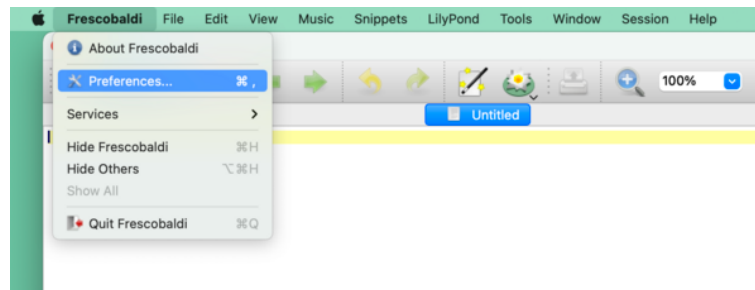 Frescobaldi File Edit View Music Snippets LilyPond Tools Window Session Help
About Frescobaldi
Preferences... ⌘ ,
100%
Services >
Untitled
Hide Frescobaldi ⌘H
Hide Others ⌥⌘H
Show All
Quit Frescobaldi ⌘Q